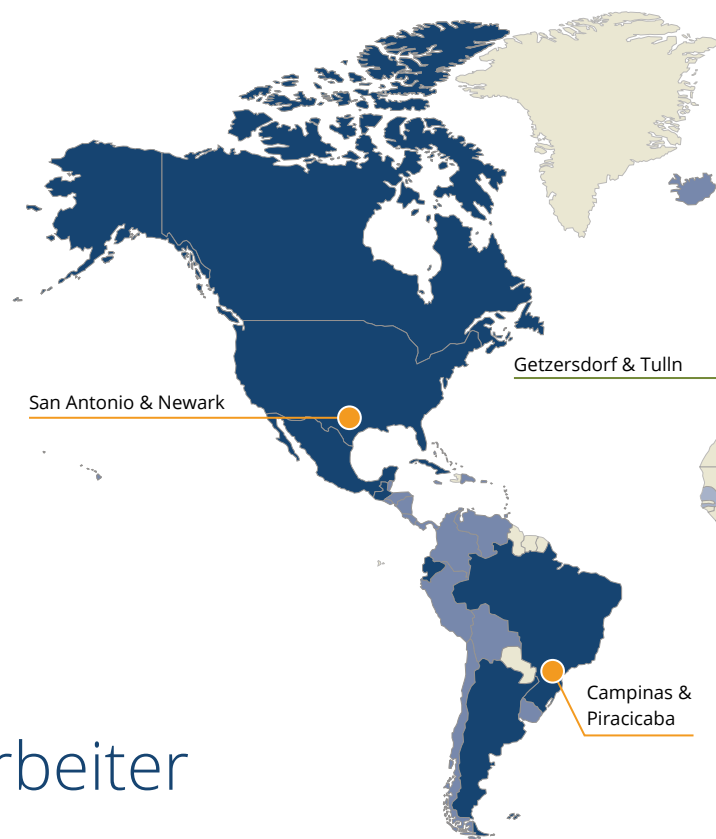 Getzersdorf & Tulln
San Antonio & Newark
Campinas &
Piracicaba
rbeiter